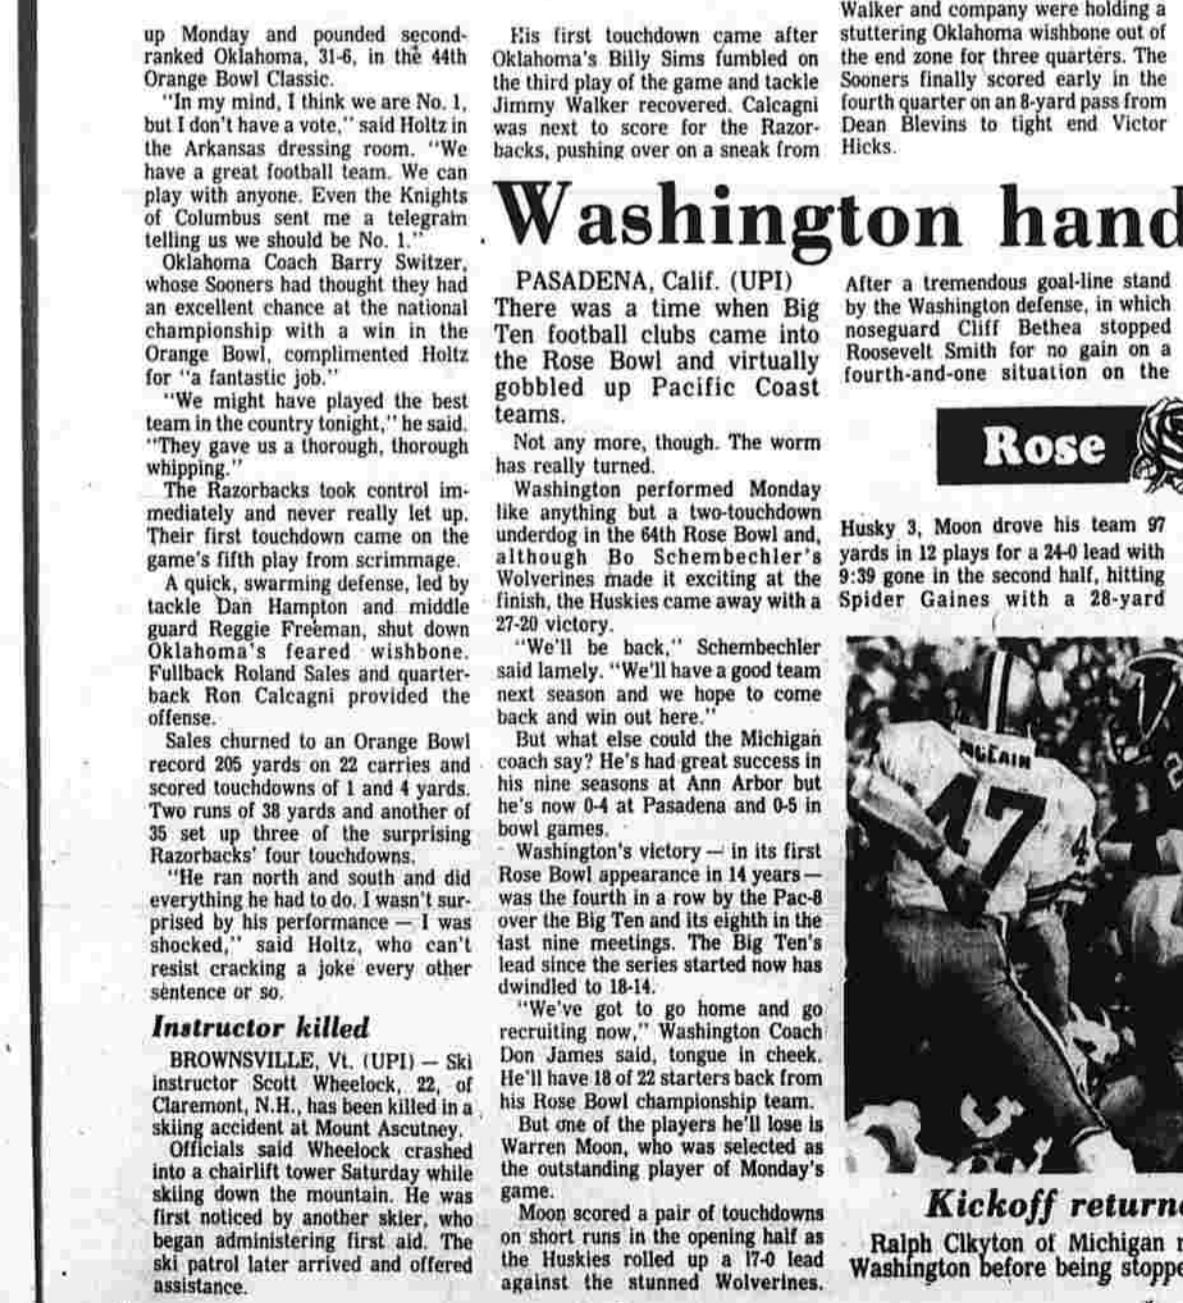 up Monday and pounded second-
ranked Oklahoma, 31-6, in the 44th
Orange Bowl Classic.
"In my mind, I think we are No. 1,
but I don't have a vote," said Holtz in
the Arkansas dressing room. "We
have a great football team. We can
play with anyone. Even the Knights
of Columbus sent me a telegram
telling us we should be No. 1."
Oklahoma Coach Barry Switzer,
whose Sooners had thought they had
an excellent chance at the national
championship with a win in the
Orange Bowl, complimented Holtz
for "a fantastic job."
"We might have played the best
team in the country tonight," he said.
"They gave us a thorough, thorough
whipping."
The Razorbacks took control im-
mediately and never really let up.
Their first touchdown came on the
game's fifth play from scrimmage.
A quick, swarming defense, led by
tackle Dan Hampton and middle
guard Reggie Freeman, shut down
Oklahoma's feared wishbone.
Fullback Roland Sales and quarter-
back Ron Calcagni provided the
offense.
Sales churned to an Orange Bowl
record 205 yards on 22 carries and
scored touchdowns of 1 and 4 yards.
Two runs of 38 yards and another of
35 set up three of the surprising
Razorbacks' four touchdowns.
"He ran north and south and did
everything he had to do. I wasn't sur-
prised by his performance — I was
shocked," said Holtz, who can't
resist cracking a joke every other
sentence or so.
Instructor killed
BROWNSVILLE, Vt. (UPI) — Ski
instructor Scott Wheelock, 22, of
Claremont, N.H., has been killed in a
skiing accident at Mount Ascutney.
Officials said Wheelock crashed
into a chairlift tower Saturday while
skiing down the mountain. He was
first noticed by another skier, who
began administering first aid. The
ski patrol later arrived and offered
assistance.
His first touchdown came after
Oklahoma's Billy Sims fumbled on
the third play of the game and tackle
Jimmy Walker recovered. Calcagni
was next to score for the Razor-
backs, pushing over on a sneak from
Walker and company were holding a
stuttering Oklahoma wishbone out of
the end zone for three quarters. The
Sooners finally scored early in the
fourth quarter on an 8-yard pass from
Dean Blevins to tight end Victor
Hicks.
Washington hand
PASADENA, Calif. (UPI)
There was a time when Big
Ten football clubs came into
the Rose Bowl and virtually
gobbled up Pacific Coast
teams.
Not any more, though. The worm
has really turned.
Washington performed Monday
like anything but a two-touchdown
underdog in the 64th Rose Bowl and,
although Bo Schembechler's
Wolverines made it exciting at the
finish, the Huskies came away with a
27-20 victory.
"We'll be back," Schembechler
said lamely. "We'll have a good team
next season and we hope to come
back and win out here."
But what else could the Michigan
coach say? He's had great success in
his nine seasons at Ann Arbor but
he's now 0-4 at Pasadena and 0-5 in
bowl games.
Washington's victory — in its first
Rose Bowl appearance in 14 years —
was the fourth in a row by the Pac-8
over the Big Ten and its eighth in the
last nine meetings. The Big Ten's
lead since the series started now has
dwindled to 18-14.
"We've got to go home and go
recruiting now," Washington Coach
Don James said, tongue in cheek.
He'll have 18 of 22 starters back from
his Rose Bowl championship team.
But one of the players he'll lose is
Warren Moon, who was selected as
the outstanding player of Monday's
game.
Moon scored a pair of touchdowns
on short runs in the opening half as
the Huskies rolled up a 17-0 lead
against the stunned Wolverines.
After a tremendous goal-line stand
by the Washington defense, in which
noseguard Cliff Bethea stopped
Roosevelt Smith for no gain on a
fourth-and-one situation on the
Rose
Husky 3, Moon drove his team 97
yards in 12 plays for a 24-0 lead with
9:39 gone in the second half, hitting
Spider Gaines with a 28-yard
McLAIN
47
4
2
Kickoff return
Ralph Clkyton of Michigan
Washington before being stoppe